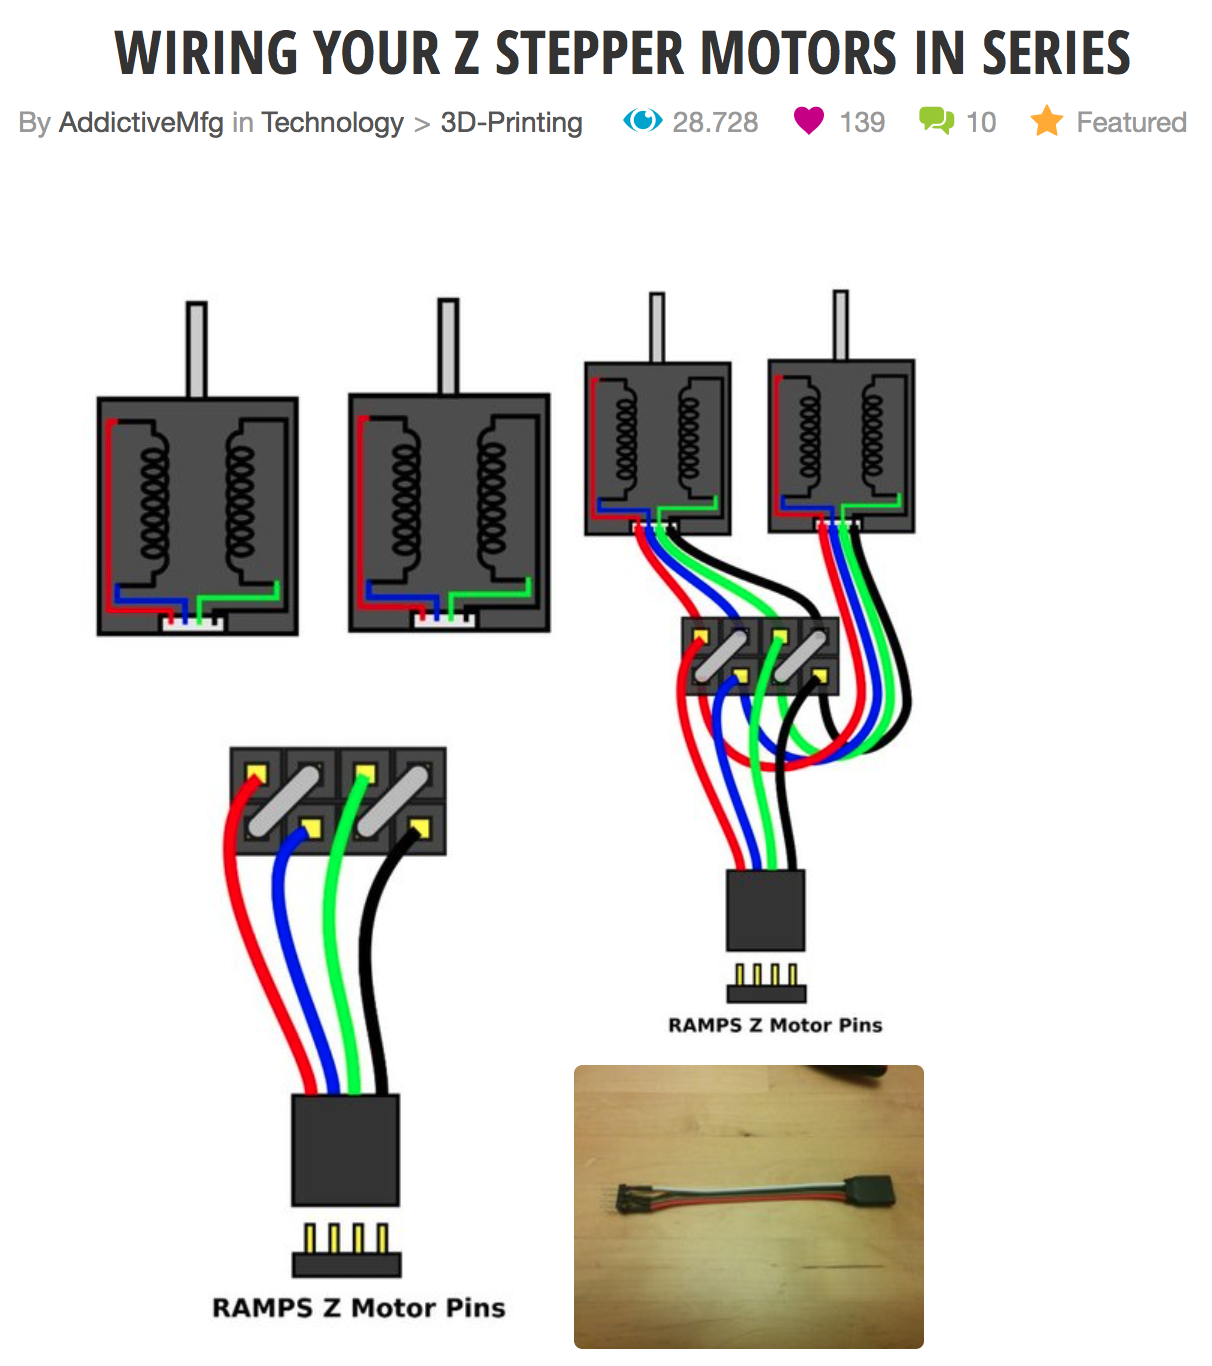 WIRING YOUR Z STEPPER MOTORS IN SERIES
By AddictiveMfg in Technology > 3D-Printing 28.728 139 10 Featured
RAMPS Z Motor Pins
RAMPS Z Motor Pins